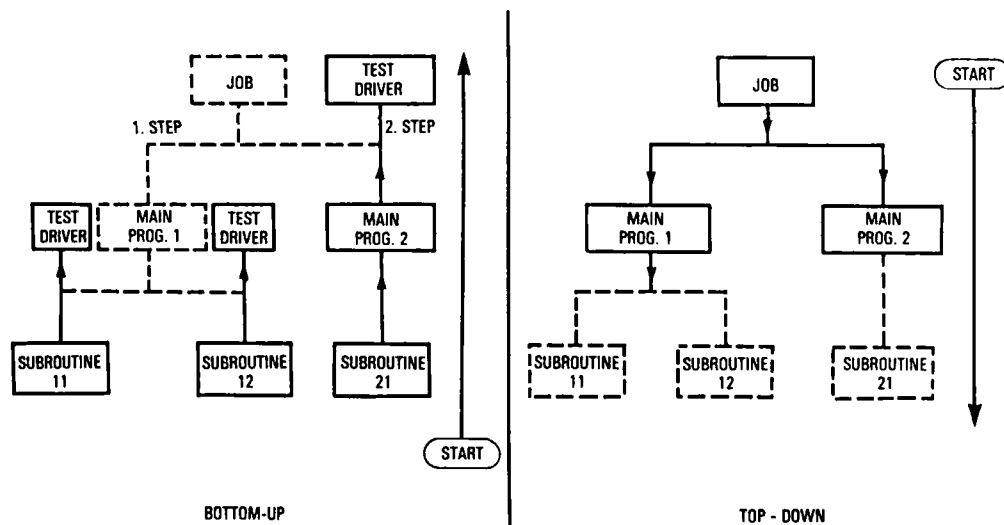 JOB
TEST
DRIVER
1. STEP
2. STEP
TEST
DRIVER
MAIN
PROG. 1
TEST
DRIVER
MAIN
PROG. 2
SUBROUTINE
11
SUBROUTINE
12
SUBROUTINE
21
START
BOTTOM-UP
START
JOB
MAIN
PROG. 1
MAIN
PROG. 2
SUBROUTINE
11
SUBROUTINE
12
SUBROUTINE
21
TOP - DOWN